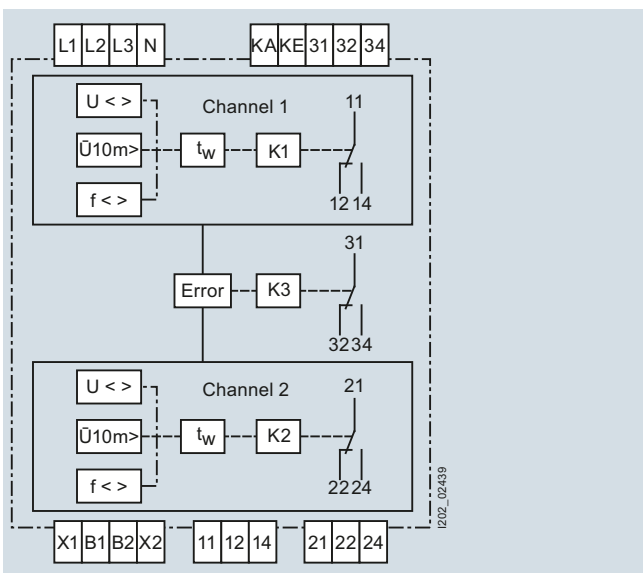 L1 L2 L3 N KA KE 31 32 34
U < >
Channel 1
11
Ū10m>
tw
K1
f < >
12 14
31
Error
K3
32 34
U < >
Channel 2
21
Ū10m>
tw
K2
f < >
22 24
I202_02439
X1 B1 B2 X2 11 12 14 21 22 24